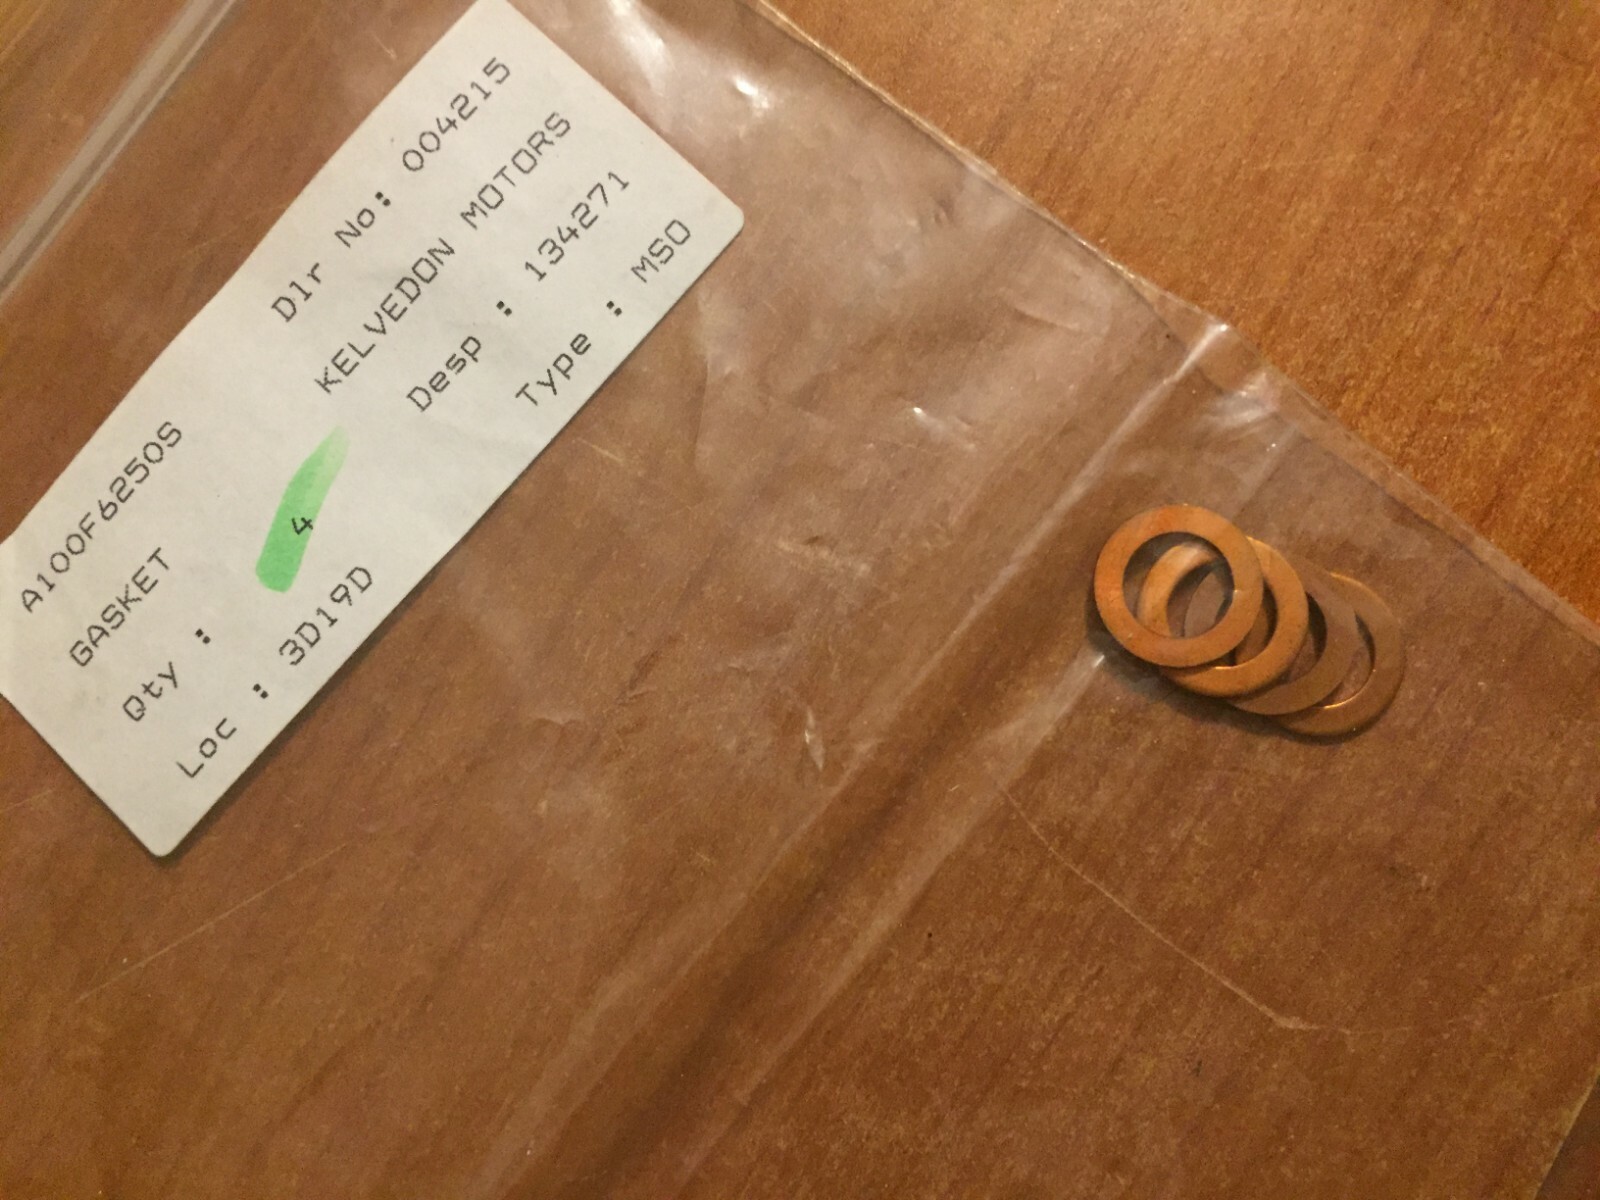 A100F6250S Dlr No: 004215
GASKET KELVEDON MOTORS
Qty : 4 Desp : 134271
Loc : 3D19D Type : MSO